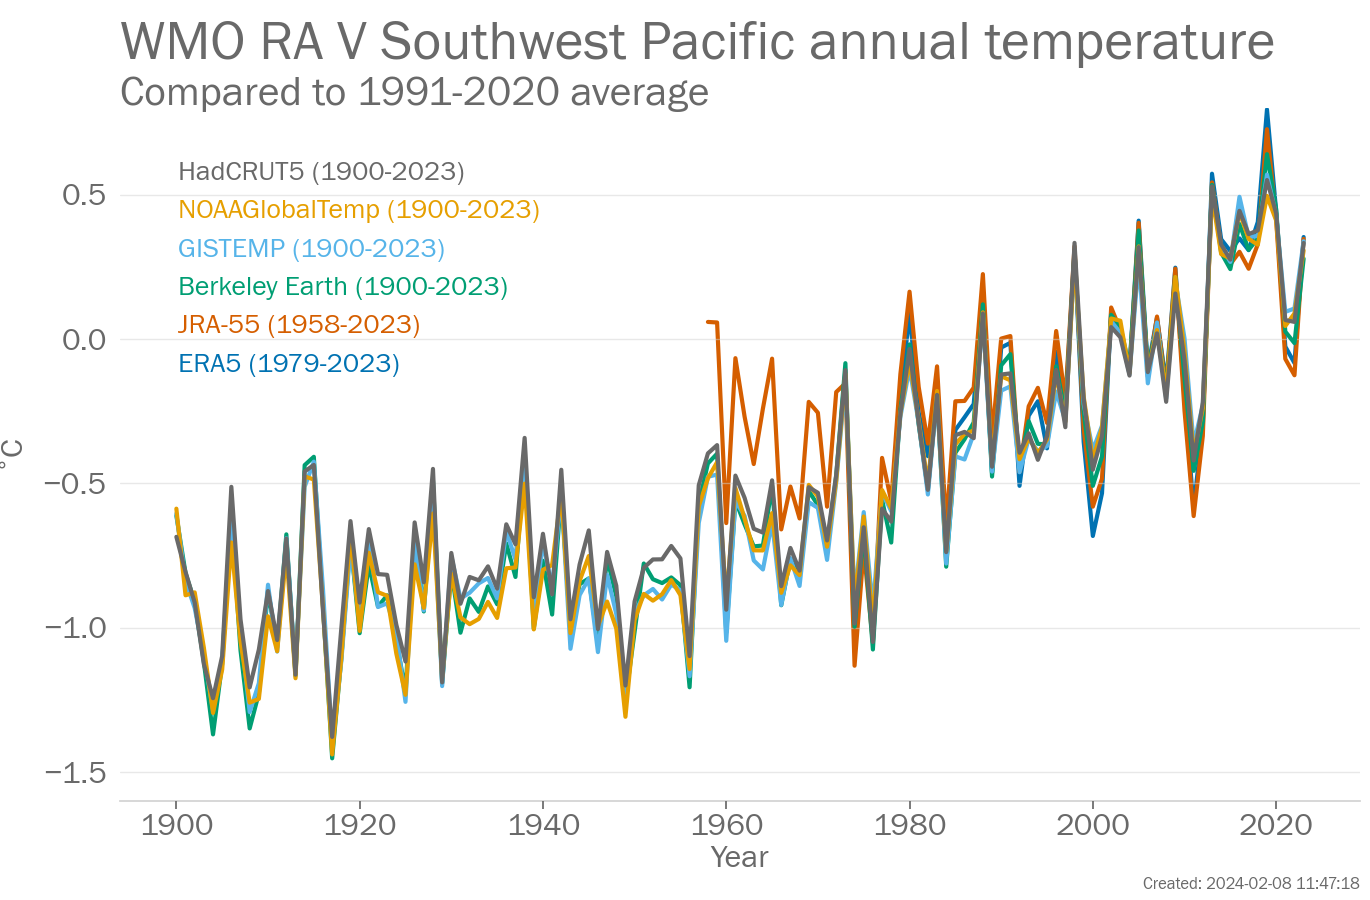 WMO RA V Southwest Pacific annual temperature
Compared to 1991-2020 average
HadCRUT5 (1900-2023)
0.5
NOAAGlobalTemp (1900-2023)
GISTEMP (1900-2023)
Berkeley Earth (1900-2023)
JRA-55 (1958-2023)
0.0
ERA5 (1979-2023)
°C
−0.5
−1.0
−1.5
1900 1920 1940 1960 1980 2000 2020
Year
Created: 2024-02-08 11:47:18